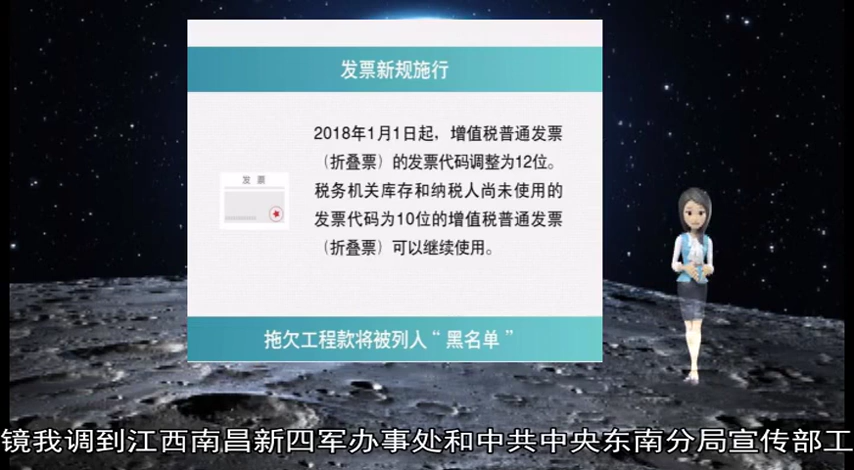 发票新规施行
2018年1月1日起，增值税普通发票
（折叠票）的发票代码调整为12位。
税务机关库存和纳税人尚未使用的
发票代码为10位的增值税普通发票
（折叠票）可以继续使用。
发 票
拖欠工程款将被列入“黑名单”
镜我调到江西南昌新四军办事处和中共中央东南分局宣传部工